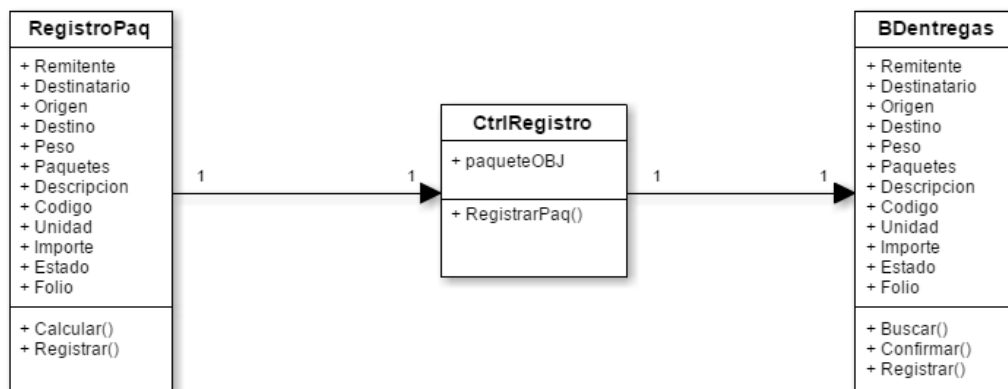 RegistroPaq
+ Remitente
+ Destinatario
+ Origen
+ Destino
+ Peso
+ Paquetes
+ Descripcion
+ Codigo
+ Unidad
+ Importe
+ Estado
+ Folio
+ Calcular()
+ Registrar()
1
1
CtrlRegistro
+ paqueteOBJ
+ RegistrarPaq()
1
1
BDentregas
+ Remitente
+ Destinatario
+ Origen
+ Destino
+ Peso
+ Paquetes
+ Descripcion
+ Codigo
+ Unidad
+ Importe
+ Estado
+ Folio
+ Buscar()
+ Confirmar()
+ Registrar()